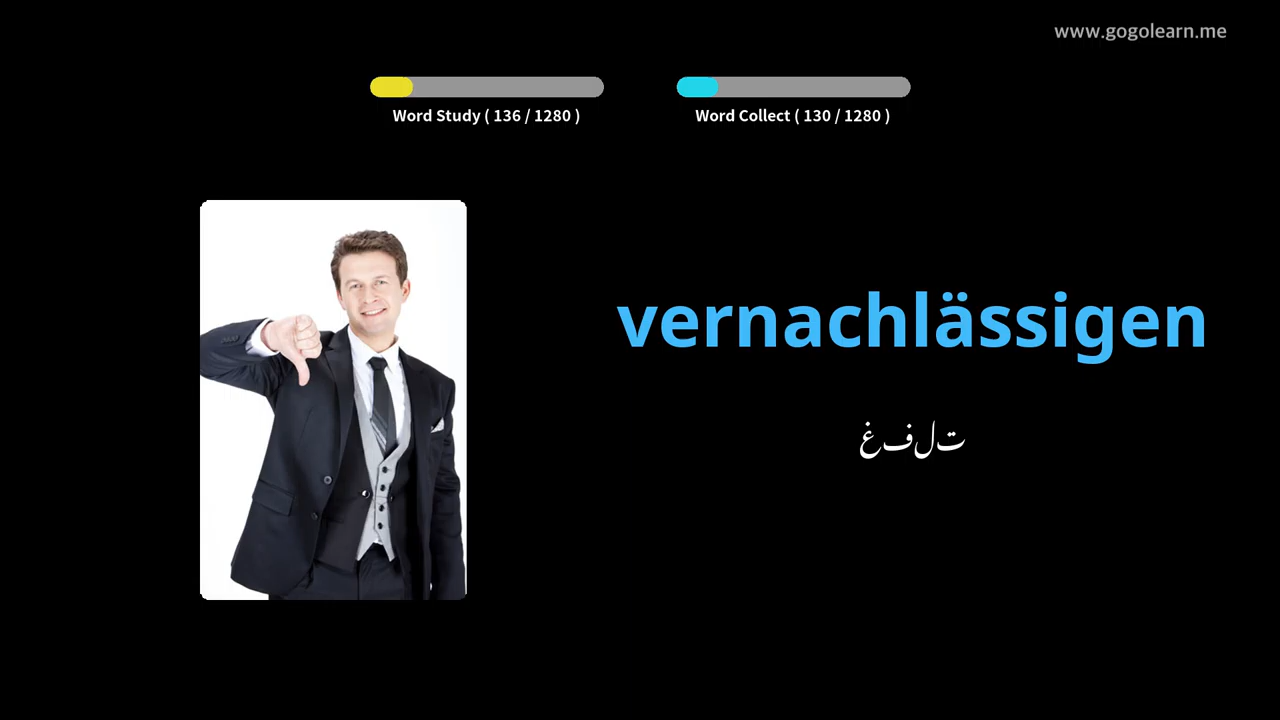 www.gogolearn.me
Word Study ( 136 / 1280 )
Word Collect ( 130 / 1280 )
vernachlässigen
غفلت